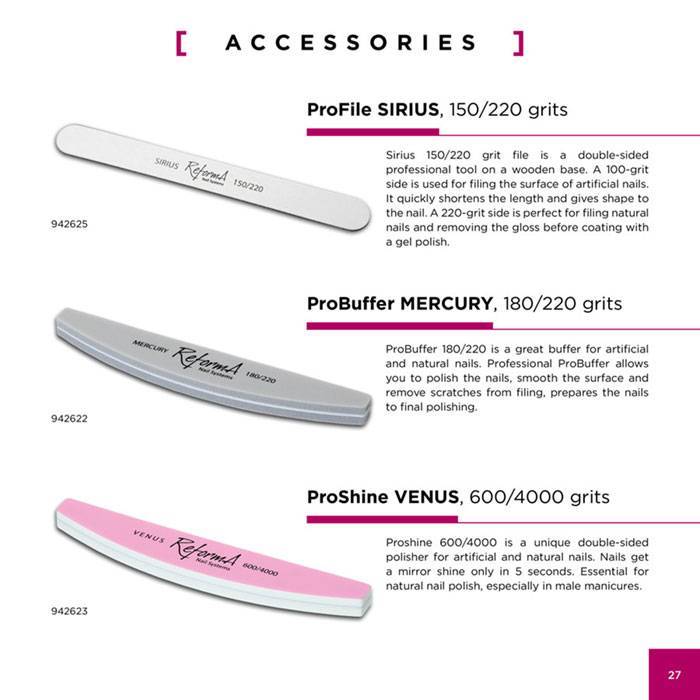 [ ACCESSORIES ]
ProFile SIRIUS, 150/220 grits
Sirius 150/220 grit file is a double-sided
professional tool on a wooden base. A 100-grit
side is used for filing the surface of artificial nails.
It quickly shortens the length and gives shape to
the nail. A 220-grit side is perfect for filing natural
nails and removing the gloss before coating with
a gel polish.
SIRIUS ReformA 150/220
Nail Systems
942625
ProBuffer MERCURY, 180/220 grits
ProBuffer 180/220 is a great buffer for artificial
and natural nails. Professional ProBuffer allows
you to polish the nails, smooth the surface and
remove scratches from filing, prepares the nails
to final polishing.
MERCURY ReformA 180/220
Nail Systems
942622
ProShine VENUS, 600/4000 grits
Proshine 600/4000 is a unique double-sided
polisher for artificial and natural nails. Nails get
a mirror shine only in 5 seconds. Essential for
natural nail polish, especially in male manicures.
VENUS ReformA 600/4000
Nail Systems
942623
27